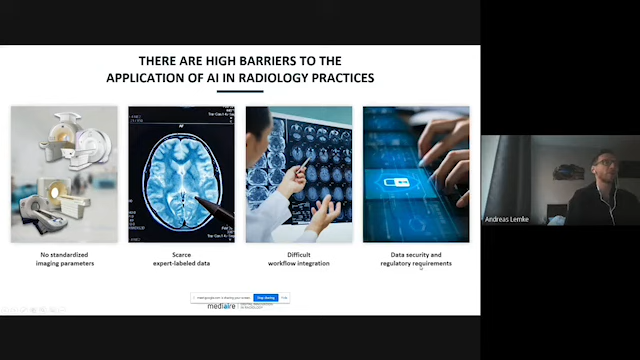 THERE ARE HIGH BARRIERS TO THE
APPLICATION OF AI IN RADIOLOGY PRACTICES
No standardized
imaging parameters
Scarce
expert-labeled data
Difficult
workflow integration
Data security and
regulatory requirements
Andreas Lemke
Stop sharing
Hide
mediaire